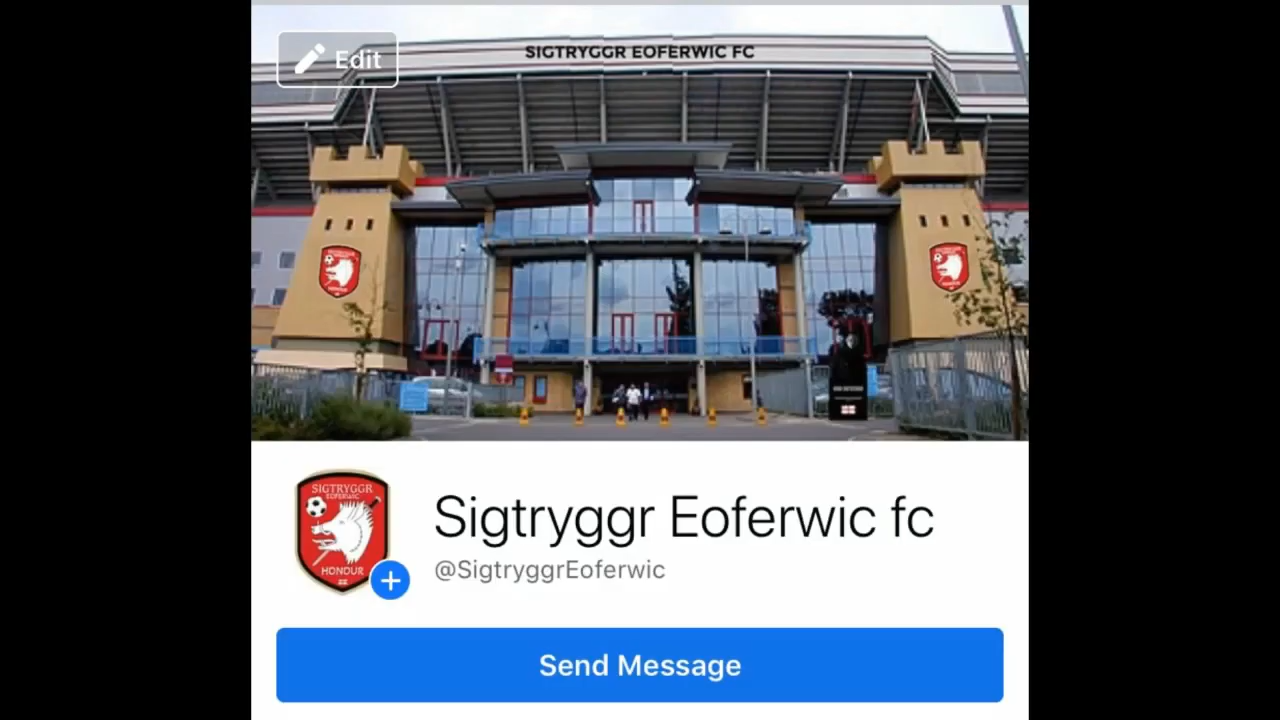 SIGTRYGGR EOFERWIC FC
Edit
SIGTRYGGR
EOFERWIC
HONOUR
Sigtryggr Eoferwic fc
@SigtryggrEoferwic
Send Message